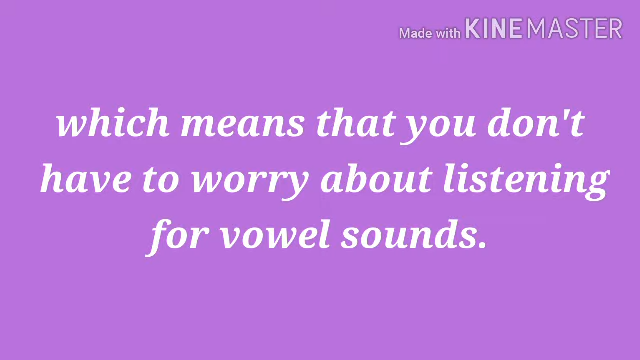 Made with KINEMASTER
which means that you don't
have to worry about listening
for vowel sounds.